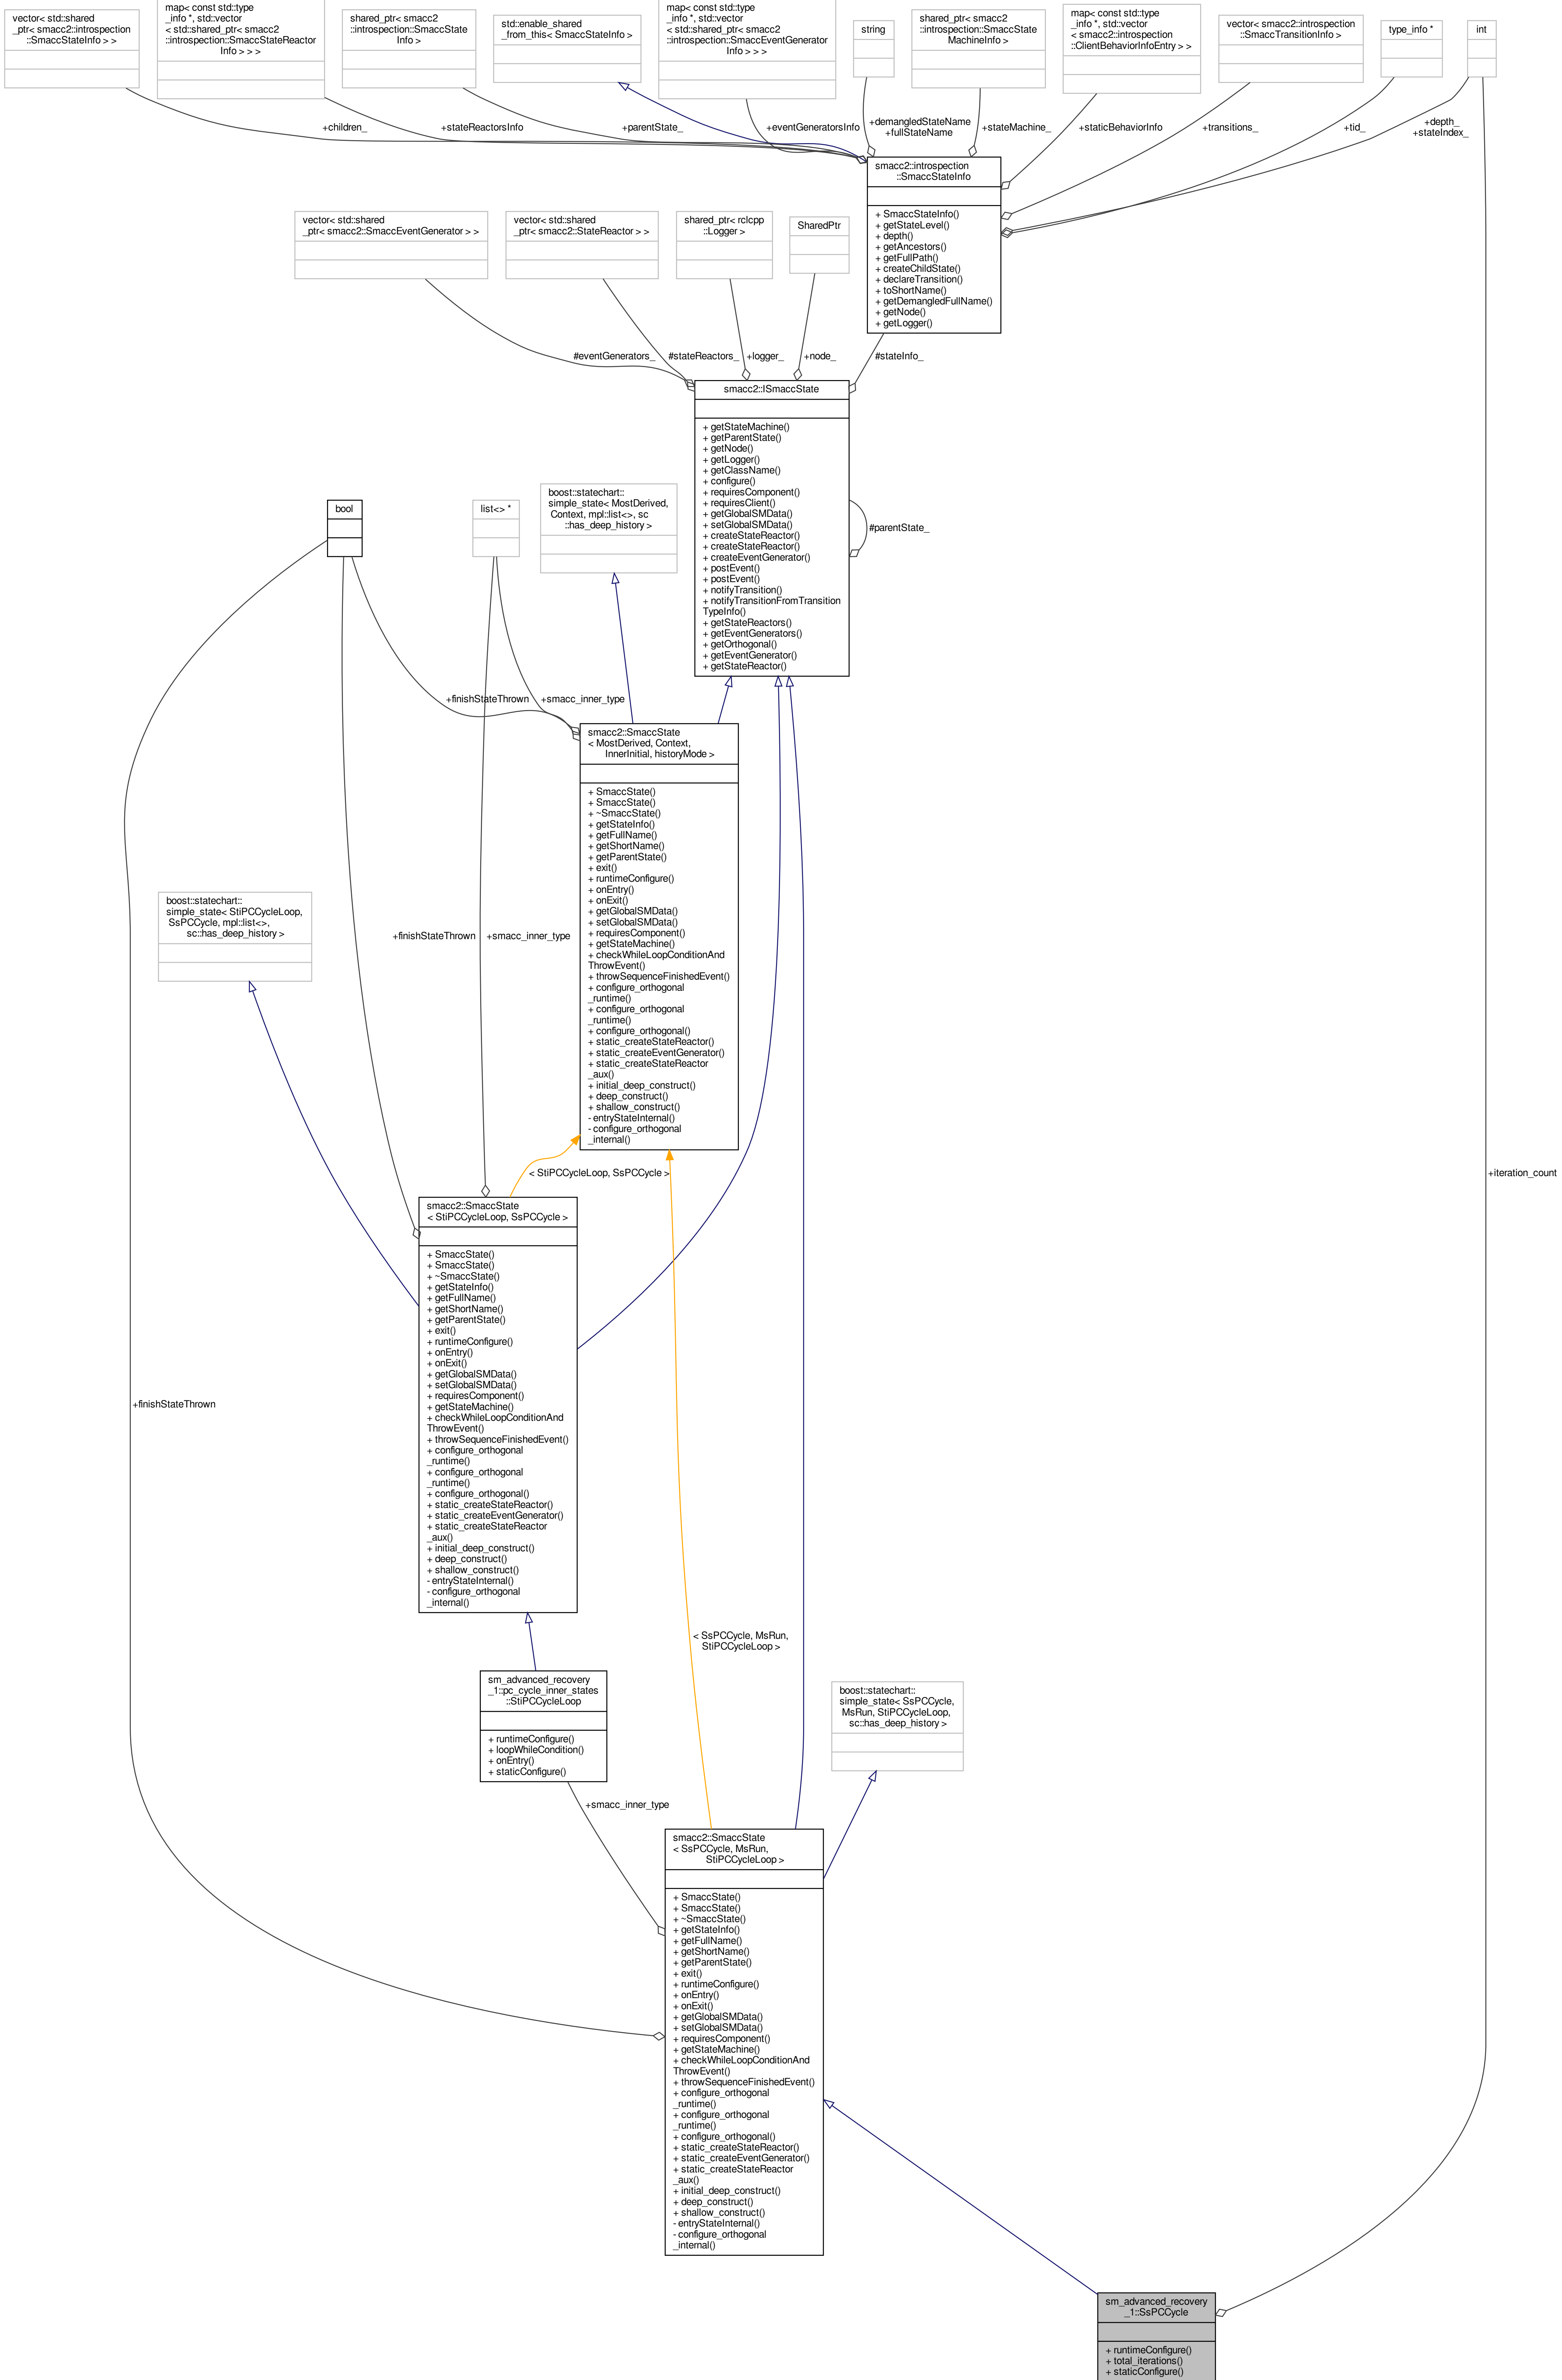 vector< std::shared
_ptr< smacc2::introspection
::SmaccStateInfo > >
map< const std::type
_info *, std::vector
< std::shared_ptr< smacc2
::introspection::SmaccStateReactor
Info > > >
shared_ptr< smacc2
::introspection::SmaccState
Info >
std::enable_shared
_from_this< SmaccStateInfo >
map< const std::type
_info *, std::vector
< std::shared_ptr< smacc2
::introspection::SmaccEventGenerator
Info > > >
string
shared_ptr< smacc2
::introspection::SmaccState
MachineInfo >
map< const std::type
_info *, std::vector
< smacc2::introspection
::ClientBehaviorInfoEntry > >
vector< smacc2::introspection
::SmaccTransitionInfo >
type_info *
int
+children_
+stateReactorsInfo
+parentState_
+eventGeneratorsInfo
+demangledStateName
+fullStateName
+stateMachine_
+staticBehaviorInfo
+transitions_
+tid_
+depth_
+stateIndex_
smacc2::introspection
::SmaccStateInfo
+ SmaccStateInfo()
+ getStateLevel()
+ depth()
+ getAncestors()
+ getFullPath()
+ createChildState()
+ declareTransition()
+ toShortName()
+ getDemangledFullName()
+ getNode()
+ getLogger()
vector< std::shared
_ptr< smacc2::SmaccEventGenerator > >
vector< std::shared
_ptr< smacc2::StateReactor > >
shared_ptr< rclcpp
::Logger >
SharedPtr
#eventGenerators_
#stateReactors_
+logger_
+node_
#stateInfo_
smacc2::ISmaccState
+ getStateMachine()
+ getParentState()
+ getNode()
+ getLogger()
+ getClassName()
+ configure()
+ requiresComponent()
+ requiresClient()
+ getGlobalSMData()
+ setGlobalSMData()
+ createStateReactor()
+ createStateReactor()
+ createEventGenerator()
+ postEvent()
+ postEvent()
+ notifyTransition()
+ notifyTransitionFromTransition
TypeInfo()
+ getStateReactors()
+ getEventGenerators()
+ getOrthogonal()
+ getEventGenerator()
+ getStateReactor()
#parentState_
bool
list<> *
boost::statechart::
simple_state< MostDerived,
Context, mpl::list<>, sc
::has_deep_history >
+finishStateThrown
+smacc_inner_type
smacc2::SmaccState
< MostDerived, Context,
InnerInitial, historyMode >
+ SmaccState()
+ SmaccState()
+ ~SmaccState()
+ getStateInfo()
+ getFullName()
+ getShortName()
+ getParentState()
+ exit()
+ runtimeConfigure()
+ onEntry()
+ onExit()
+ getGlobalSMData()
+ setGlobalSMData()
+ requiresComponent()
+ getStateMachine()
+ checkWhileLoopConditionAnd
ThrowEvent()
+ throwSequenceFinishedEvent()
+ configure_orthogonal
_runtime()
+ configure_orthogonal
_runtime()
+ configure_orthogonal()
+ static_createStateReactor()
+ static_createEventGenerator()
+ static_createStateReactor
_aux()
+ initial_deep_construct()
+ deep_construct()
+ shallow_construct()
- entryStateInternal()
- configure_orthogonal
_internal()
boost::statechart::
simple_state< StiPCCycleLoop,
SsPCCycle, mpl::list<>,
sc::has_deep_history >
+finishStateThrown
+smacc_inner_type
< StiPCCycleLoop, SsPCCycle >
+iteration_count
smacc2::SmaccState
< StiPCCycleLoop, SsPCCycle >
+ SmaccState()
+ SmaccState()
+ ~SmaccState()
+ getStateInfo()
+ getFullName()
+ getShortName()
+ getParentState()
+ exit()
+ runtimeConfigure()
+ onEntry()
+ onExit()
+ getGlobalSMData()
+ setGlobalSMData()
+ requiresComponent()
+ getStateMachine()
+ checkWhileLoopConditionAnd
ThrowEvent()
+ throwSequenceFinishedEvent()
+ configure_orthogonal
_runtime()
+ configure_orthogonal
_runtime()
+ configure_orthogonal()
+ static_createStateReactor()
+ static_createEventGenerator()
+ static_createStateReactor
_aux()
+ initial_deep_construct()
+ deep_construct()
+ shallow_construct()
- entryStateInternal()
- configure_orthogonal
_internal()
+finishStateThrown
< SsPCCycle, MsRun,
StiPCCycleLoop >
sm_advanced_recovery
_1::pc_cycle_inner_states
::StiPCCycleLoop
+ runtimeConfigure()
+ loopWhileCondition()
+ onEntry()
+ staticConfigure()
boost::statechart::
simple_state< SsPCCycle,
MsRun, StiPCCycleLoop,
sc::has_deep_history >
+smacc_inner_type
smacc2::SmaccState
< SsPCCycle, MsRun,
StiPCCycleLoop >
+ SmaccState()
+ SmaccState()
+ ~SmaccState()
+ getStateInfo()
+ getFullName()
+ getShortName()
+ getParentState()
+ exit()
+ runtimeConfigure()
+ onEntry()
+ onExit()
+ getGlobalSMData()
+ setGlobalSMData()
+ requiresComponent()
+ getStateMachine()
+ checkWhileLoopConditionAnd
ThrowEvent()
+ throwSequenceFinishedEvent()
+ configure_orthogonal
_runtime()
+ configure_orthogonal
_runtime()
+ configure_orthogonal()
+ static_createStateReactor()
+ static_createEventGenerator()
+ static_createStateReactor
_aux()
+ initial_deep_construct()
+ deep_construct()
+ shallow_construct()
- entryStateInternal()
- configure_orthogonal
_internal()
sm_advanced_recovery
_1::SsPCCycle
+ runtimeConfigure()
+ total_iterations()
+ staticConfigure()